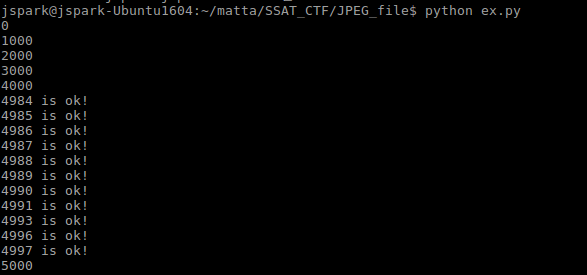 jspark@jspark-Ubuntu1604:~/matta/SSAT_CTF/JPEG_file$ python ex.py
0
1000
2000
3000
4000
4984 is ok!
4985 is ok!
4986 is ok!
4987 is ok!
4988 is ok!
4989 is ok!
4990 is ok!
4991 is ok!
4993 is ok!
4996 is ok!
4997 is ok!
5000